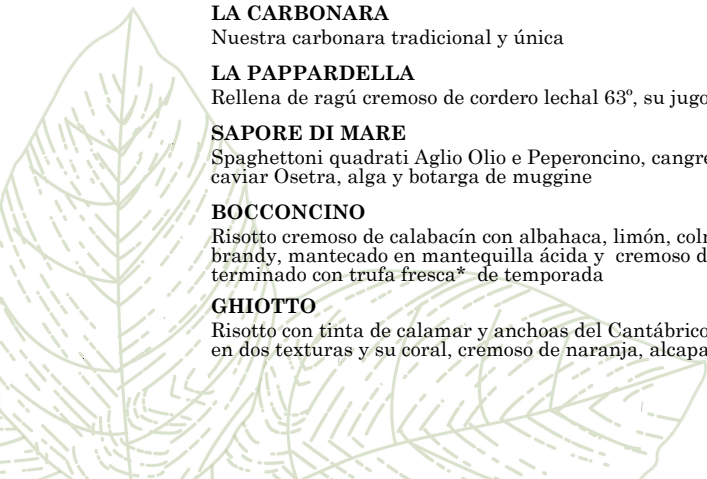 LA CARBONARA
Nuestra carbonara tradicional y única
LA PAPPARDELLA
Rellena de ragú cremoso de cordero lechal 63º, su jugo
SAPORE DI MARE
Spaghettoni quadrati Aglio Olio e Peperoncino,
caviar Osetra, alga y botarga de muggine
BOCCONCINO
Risotto cremoso de calabacín con albahaca, limón,
brandy, mantecado en mantequilla ácida y cremoso
terminado con trufa fresca* de temporada
GHIOTTO
Risotto con tinta de calamar y anchoas del Cantábrico
en dos texturas y su coral, cremoso de naranja,